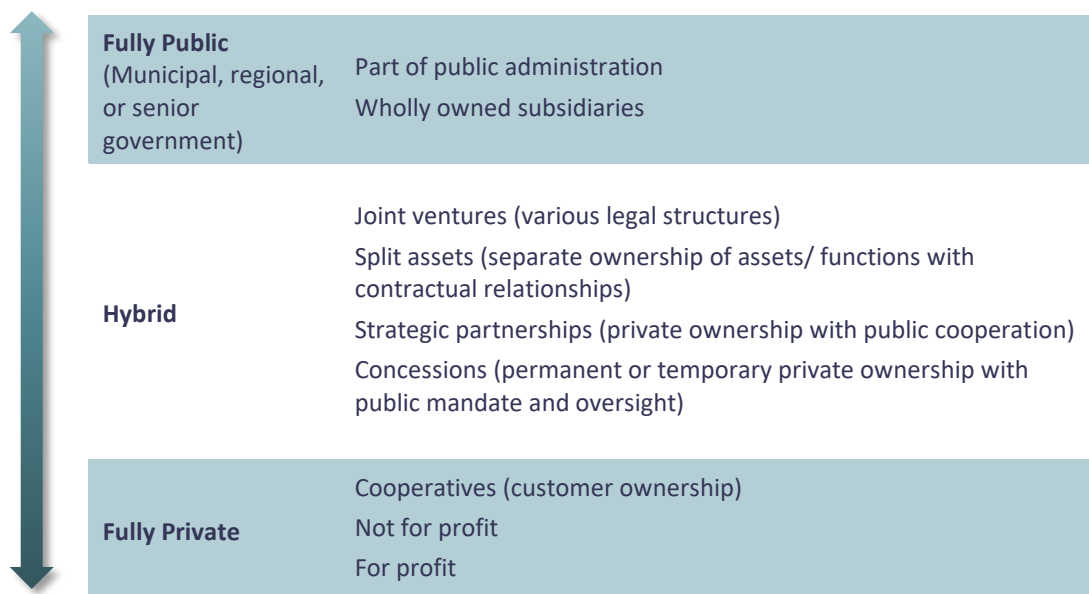 Fully Public
(Municipal, regional,
or senior
government)
Part of public administration
Wholly owned subsidiaries
Hybrid
Joint ventures (various legal structures)
Split assets (separate ownership of assets/ functions with
contractual relationships)
Strategic partnerships (private ownership with public cooperation)
Concessions (permanent or temporary private ownership with
public mandate and oversight)
Fully Private
Cooperatives (customer ownership)
Not for profit
For profit